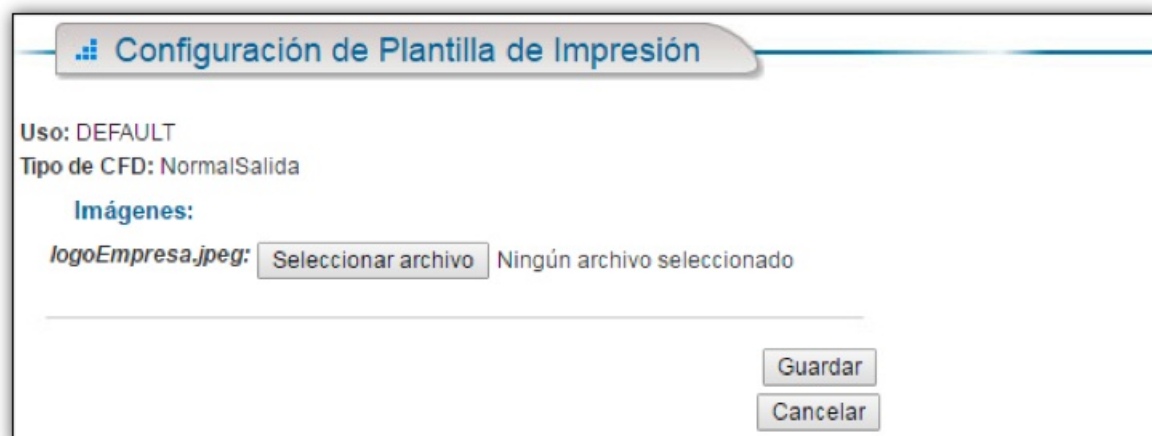 Configuración de Plantilla de Impresión
Uso: DEFAULT
Tipo de CFD: NormalSalida
Imágenes:
logoEmpresa.jpeg: Seleccionar archivo Ningún archivo seleccionado
Guardar
Cancelar